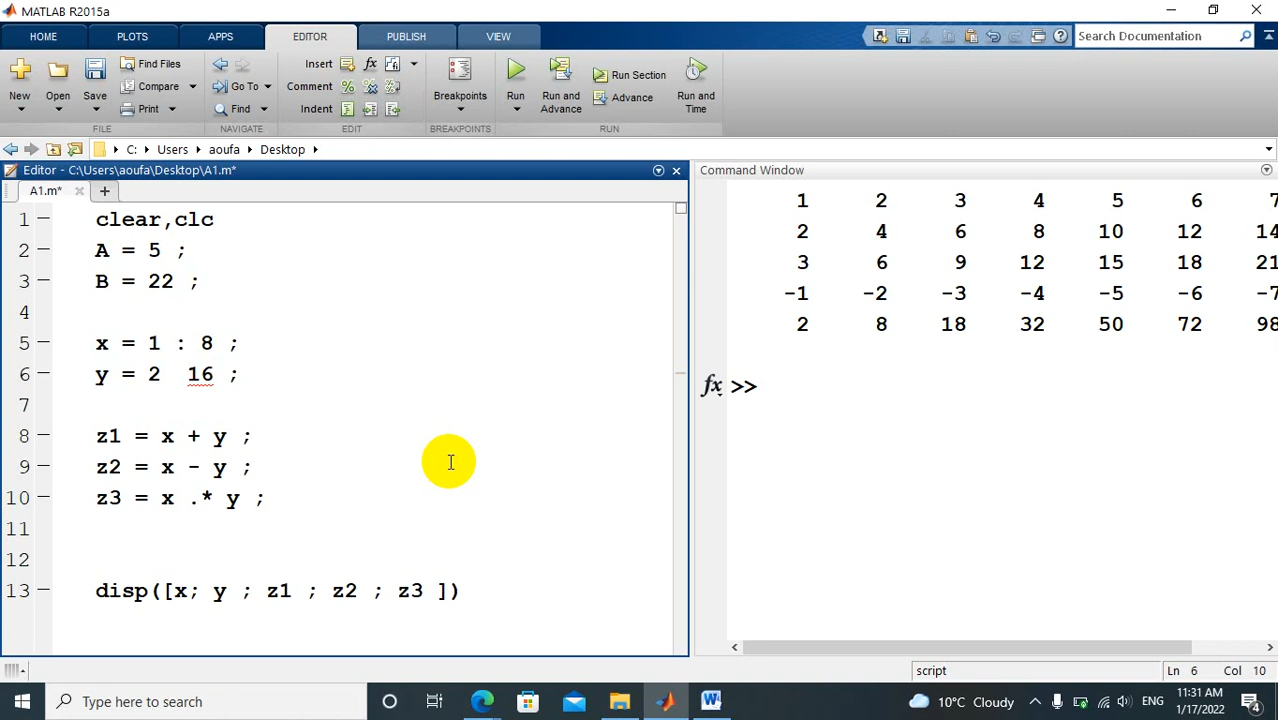 MATLAB R2015a
HOME PLOTS APPS EDITOR PUBLISH VIEW Search Documentation
New Open Save Find Files Compare Print Go To Find Insert Comment Indent fx Breakpoints Run Run and Advance Run Section Advance Run and Time
FILE NAVIGATE EDIT BREAKPOINTS RUN
C: Users aoufa Desktop
Editor - C:\Users\aoufa\Desktop\A1.m*
A1.m*
1 clear,clc
2 A = 5 ;
3 B = 22 ;
4
5 x = 1 : 8 ;
6 y = 2 16 ;
7
8 z1 = x + y ;
9 z2 = x - y ;
10 z3 = x .* y ;
11
12
13 disp([x; y ; z1 ; z2 ; z3 ])
Command Window
1 2 3 4 5 6 7
2 4 6 8 10 12 14
3 6 9 12 15 18 21
-1 -2 -3 -4 -5 -6 -7
2 8 18 32 50 72 98
fx >>
script Ln 6 Col 10
Type here to search 10°C Cloudy ENG 11:31 AM 1/17/2022 4